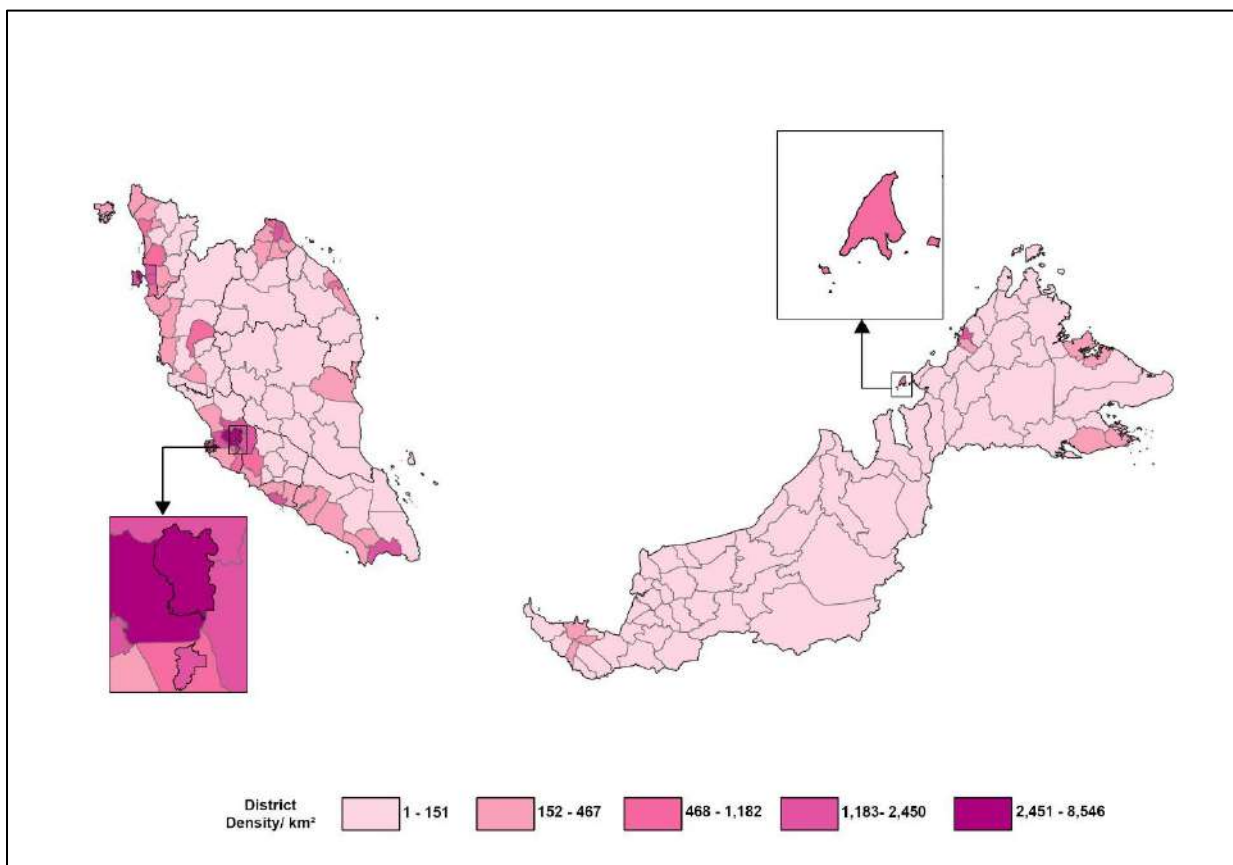 District
Density/ km²
1 - 151
152 - 467
468 - 1,182
1,183- 2,450
2,451 - 8,546